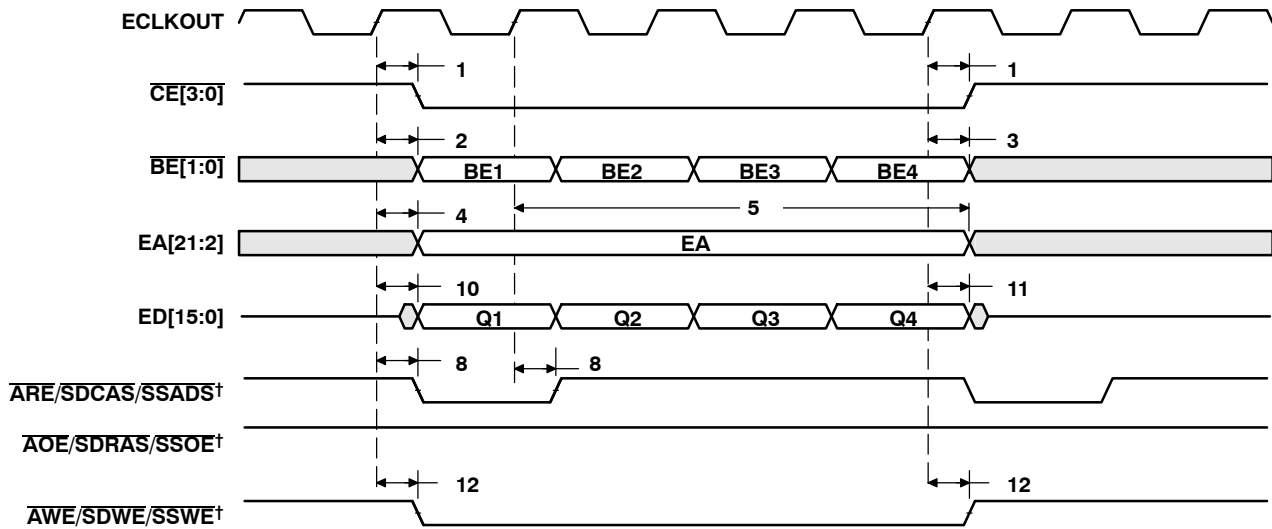 ECLKOUT
1 1
CE[3:0]
2 3
BE[1:0] BE1 BE2 BE3 BE4
4 5
EA[21:2] EA
10 11
ED[15:0] Q1 Q2 Q3 Q4
8 8
ARE/SDCAS/SSADS†
AOE/SDRAS/SSOE†
12 12
AWE/SDWE/SSWE†